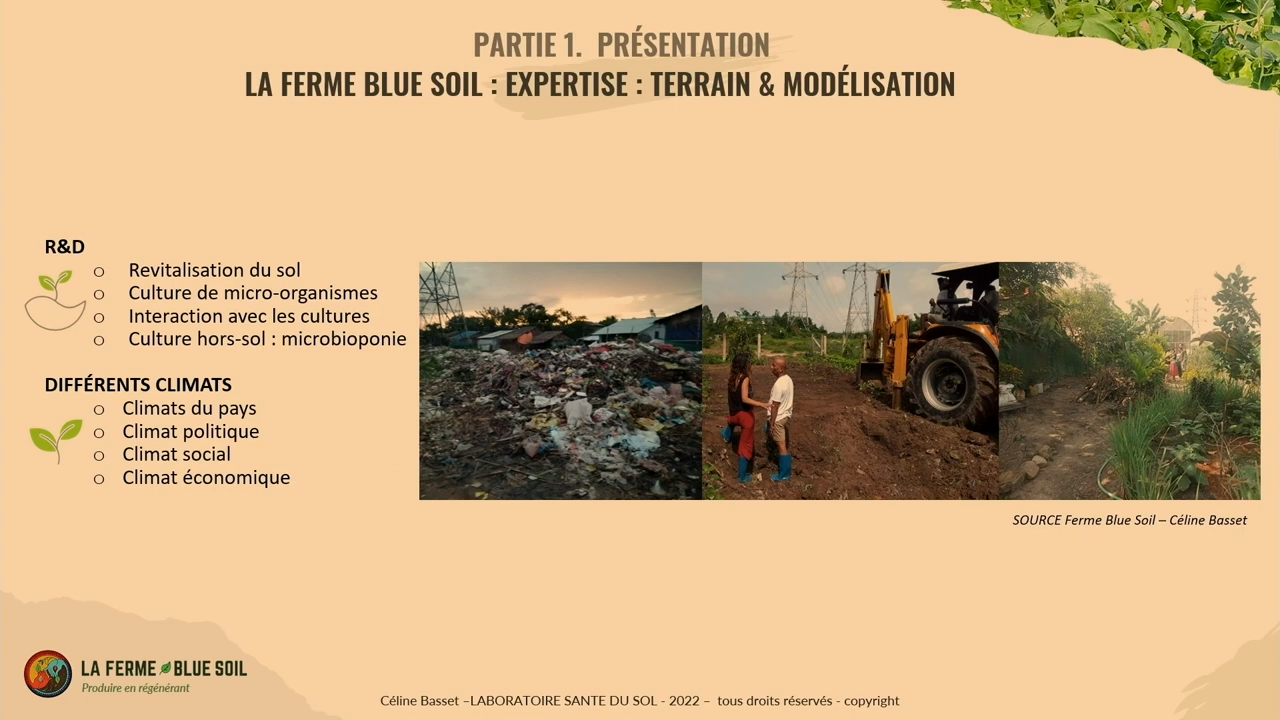 PARTIE 1. PRÉSENTATION
LA FERME BLUE SOIL : EXPERTISE : TERRAIN & MODÉLISATION
R&D
o Revitalisation du sol
o Culture de micro-organismes
o Interaction avec les cultures
o Culture hors-sol : microbioponie
DIFFÉRENTS CLIMATS
o Climats du pays
o Climat politique
o Climat social
o Climat économique
SOURCE Ferme Blue Soil – Céline Basset
LA FERME BLUE SOIL
Produire en régénérant
Céline Basset –LABORATOIRE SANTE DU SOL - 2022 – tous droits réservés - copyright